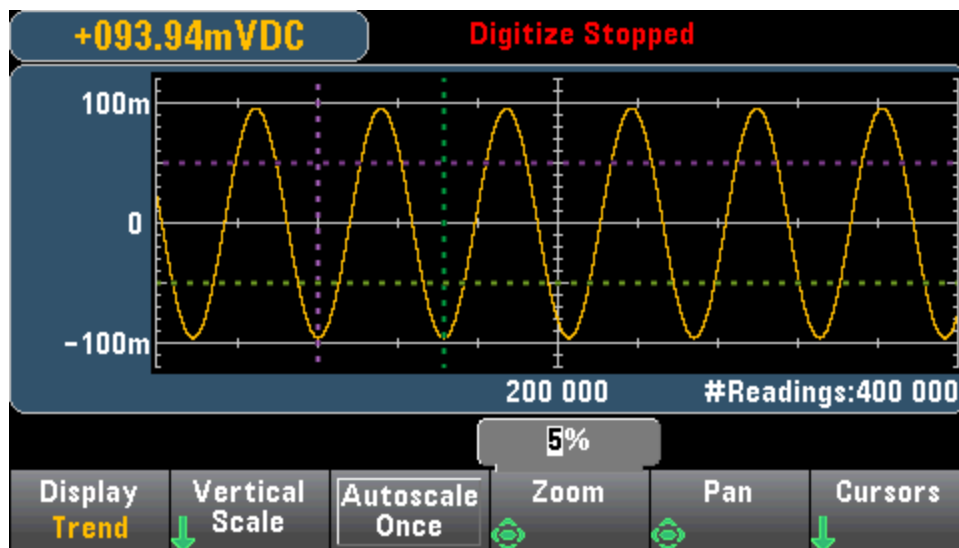 +093.94mVDC Digitize Stopped
100m
0
-100m
200 000 #Readings:400 000
5%
Display Vertical Autoscale Zoom Pan Cursors
Trend Scale Once